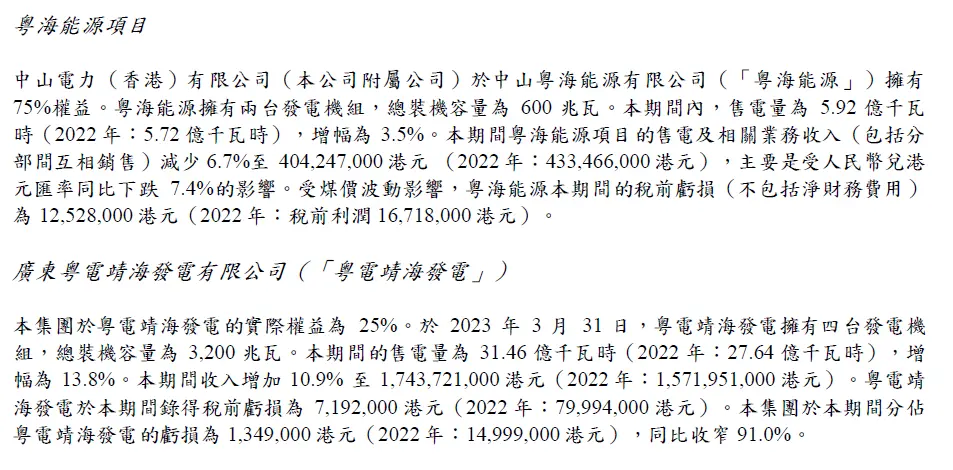 粵海能源項目
中山電力（香港）有限公司（本公司附屬公司）於中山粵海能源有限公司（「粵海能源」）擁有
75%權益。粵海能源擁有兩台發電機組，總裝機容量為 600 兆瓦。本期間內，售電量為 5.92 億千瓦
時（2022 年：5.72 億千瓦時），增幅為 3.5%。本期間粵海能源項目的售電及相關業務收入（包括分
部間互相銷售）減少 6.7%至 404,247,000 港元 （2022 年：433,466,000 港元），主要是受人民幣兌港
元匯率同比下跌 7.4%的影響。受煤價波動影響，粵海能源本期間的稅前虧損（不包括淨財務費用）
為 12,528,000 港元（2022 年：稅前利潤 16,718,000 港元）。
廣東粵電靖海發電有限公司（「粵電靖海發電」）
本集團於粵電靖海發電的實際權益為 25%。於 2023 年 3 月 31 日，粵電靖海發電擁有四台發電機
組，總裝機容量為 3,200 兆瓦。本期間的售電量為 31.46 億千瓦時（2022 年：27.64 億千瓦時），增
幅為 13.8%。本期間收入增加 10.9% 至 1,743,721,000 港元（2022 年：1,571,951,000 港元）。粵電靖
海發電於本期間錄得稅前虧損為 7,192,000 港元（2022 年：79,994,000 港元）。本集團於本期間分佔
粵電靖海發電的虧損為 1,349,000 港元（2022 年：14,999,000 港元），同比收窄 91.0%。